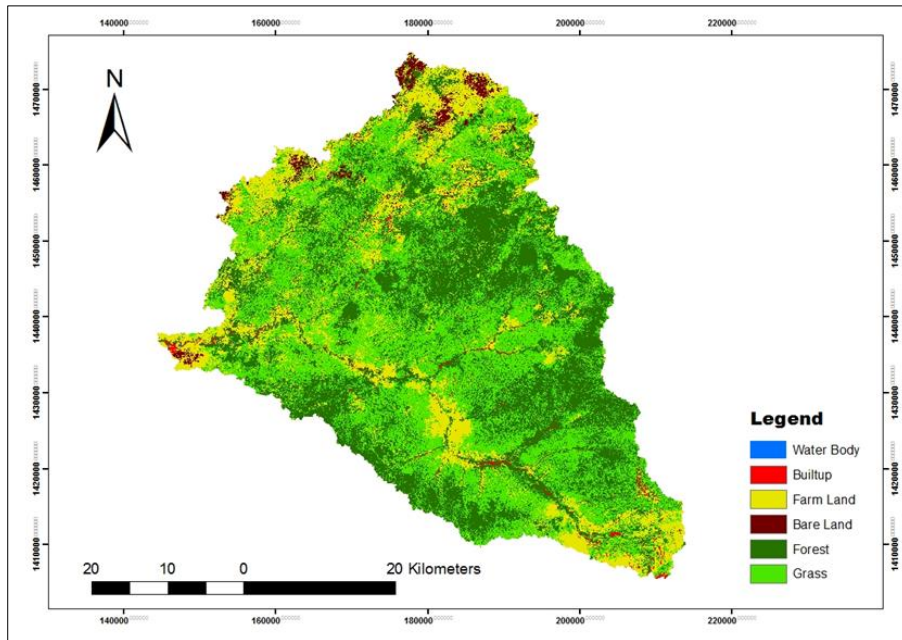 140000 160000 180000 200000 220000
N
1470000 1470000
1460000 1460000
1450000 1450000
1440000 1440000
1430000 1430000
1420000 1420000
1410000 1410000
Legend
Water Body
Builtup
Farm Land
Bare Land
Forest
Grass
20 10 0 20 Kilometers
140000 160000 180000 200000 220000